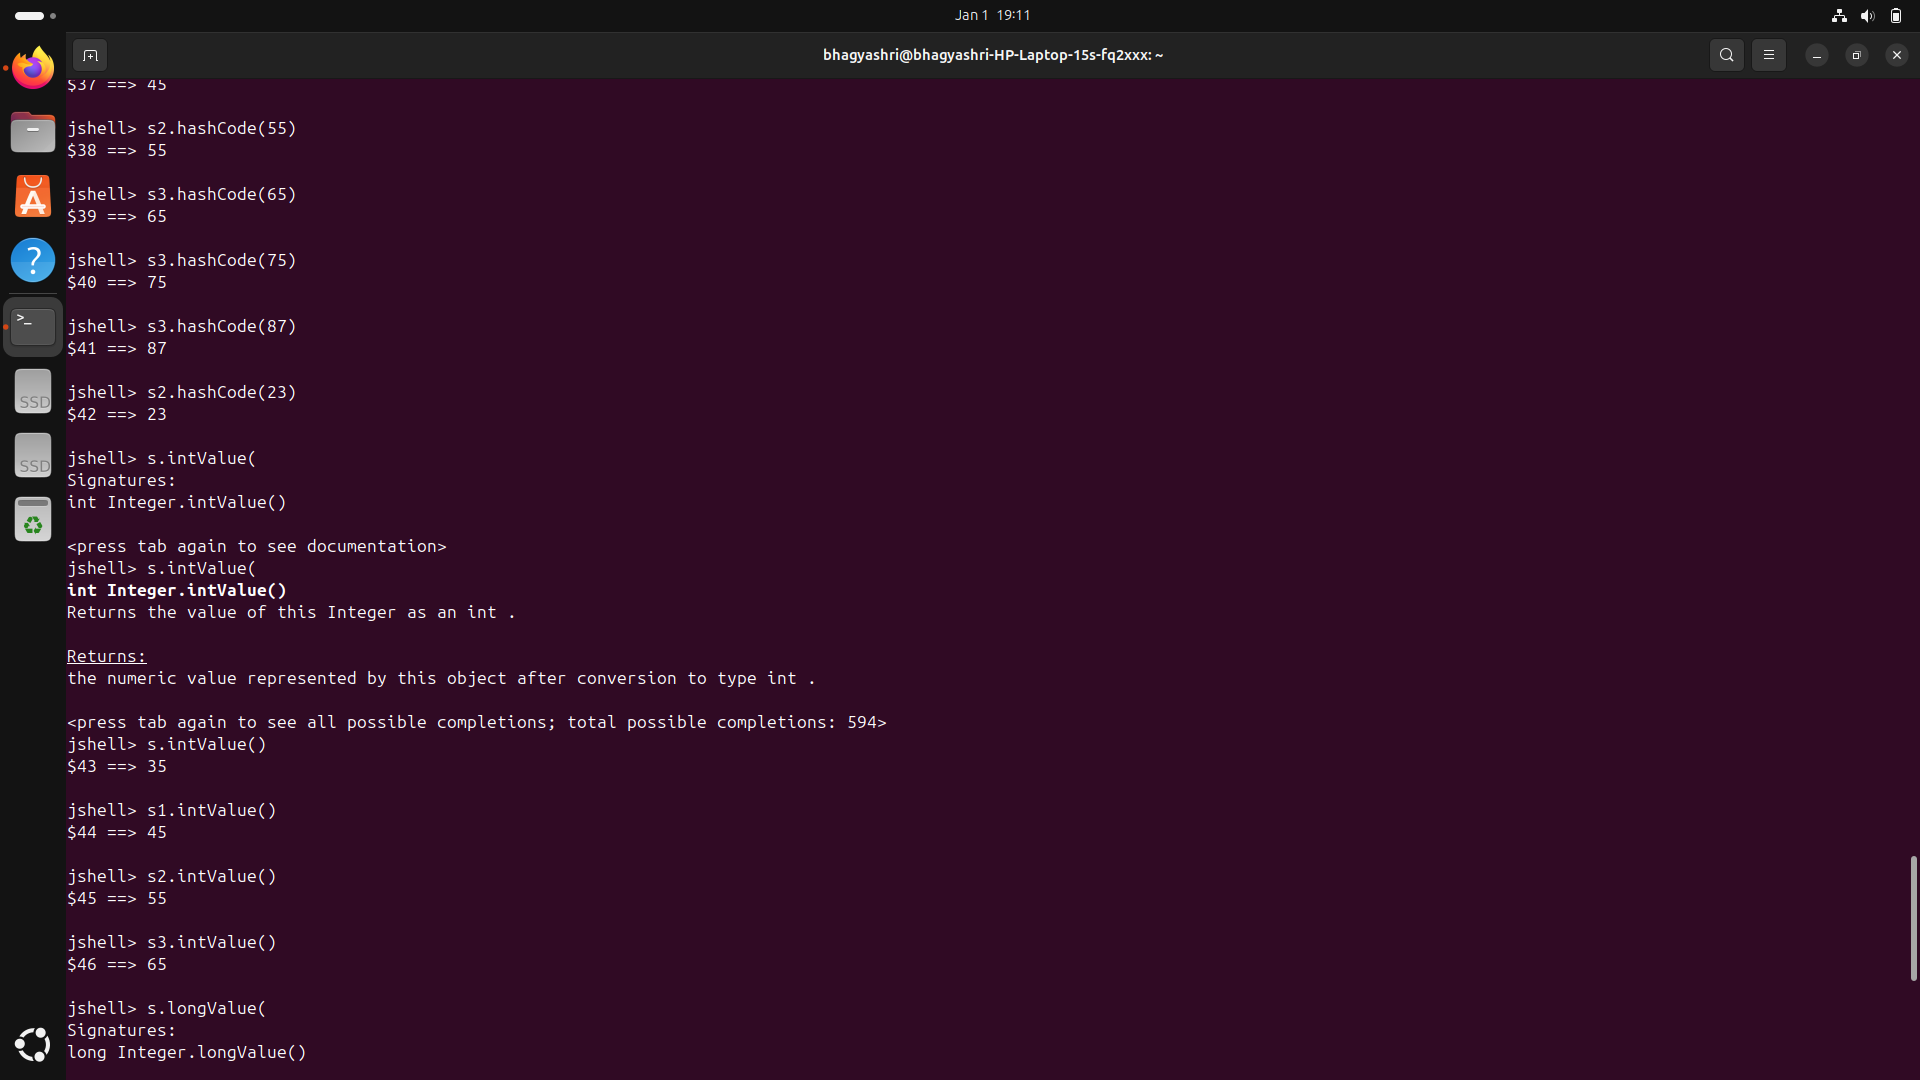 Jan 1 19:11
bhagyashri@bhagyashri-HP-Laptop-15s-fq2xxx: ~
$37 ==> 45
jshell> s2.hashCode(55)
$38 ==> 55
jshell> s3.hashCode(65)
$39 ==> 65
jshell> s3.hashCode(75)
$40 ==> 75
jshell> s3.hashCode(87)
$41 ==> 87
jshell> s2.hashCode(23)
$42 ==> 23
jshell> s.intValue(
Signatures:
int Integer.intValue()
<press tab again to see documentation>
jshell> s.intValue(
int Integer.intValue()
Returns the value of this Integer as an int .
Returns:
the numeric value represented by this object after conversion to type int .
<press tab again to see all possible completions; total possible completions: 594>
jshell> s.intValue()
$43 ==> 35
jshell> s1.intValue()
$44 ==> 45
jshell> s2.intValue()
$45 ==> 55
jshell> s3.intValue()
$46 ==> 65
jshell> s.longValue(
Signatures:
long Integer.longValue()
A
?
>_
SSD
SSD